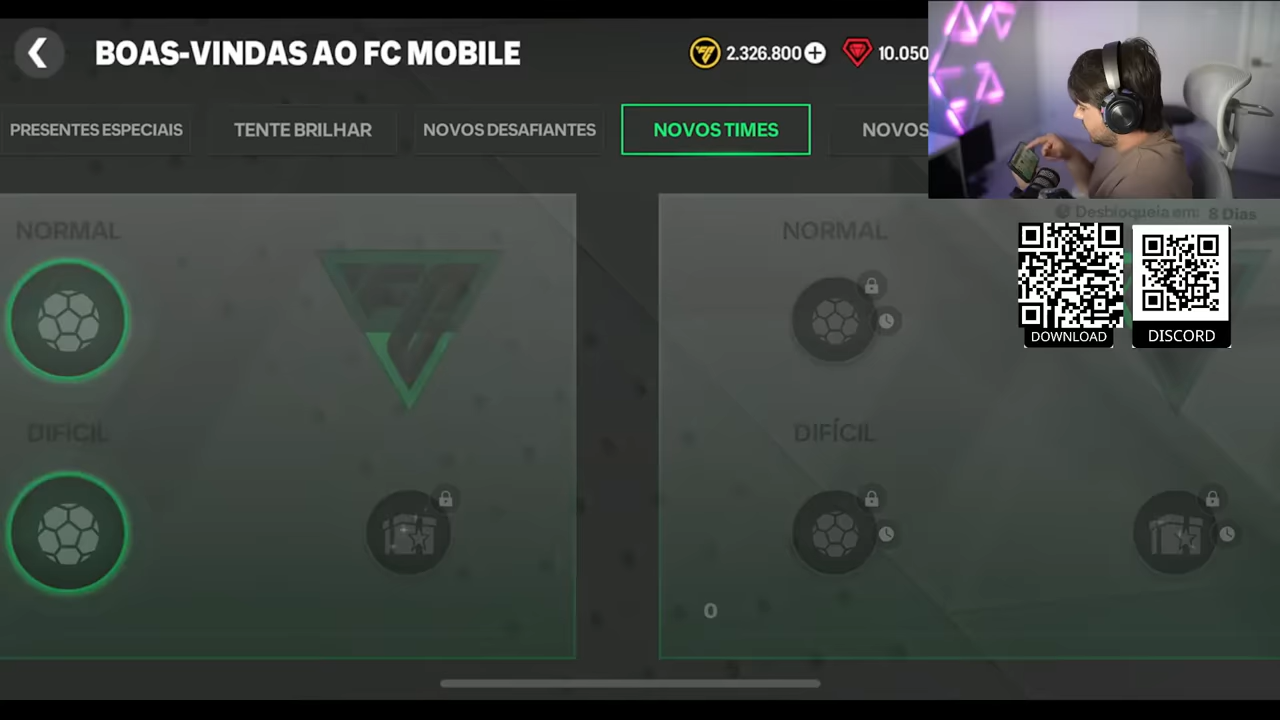 BOAS-VINDAS AO FC MOBILE
2.326.800
10.050
PRESENTES ESPECIAIS
TENTE BRILHAR
NOVOS DESAFIANTES
NOVOS TIMES
NOVOS
NORMAL
NORMAL
Desbloqueia em: 8 Dias
DOWNLOAD
DISCORD
DIFÍCIL
DIFÍCIL
0